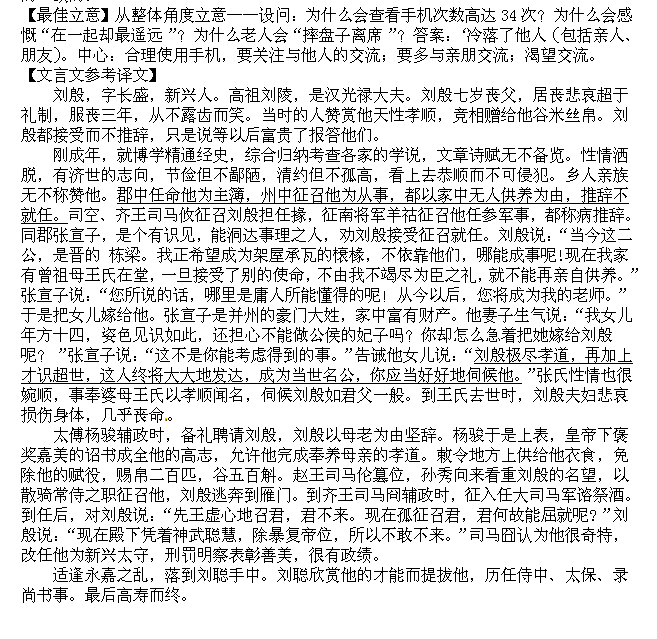 【最佳立意】从整体角度立意——设问：为什么会查看手机次数高达 34 次？为什么会感
慨“在一起却最遥远 ”？为什么老人会“摔盘子离席 ”？答案：‘冷落了他人（包括亲人、
朋友）。中心：合理使用手机，要关注与他人的交流；要多与亲朋交流；渴望交流。
【文言文参考译文】
刘殷，字长盛，新兴人。高祖刘陵，是汉光禄大夫。刘殷七岁丧父，居丧悲哀超于
礼制，服丧三年，从不露齿而笑。当时的人赞赏他天性孝顺，竞相赠给他谷米丝帛。刘
殷都接受而不推辞，只是说等以后富贵了报答他们。
刚成年，就博学精通经史，综合归纳考查各家的学说，文章诗赋无不备览。性情洒
脱，有济世的志向，节俭但不鄙陋，清约但不孤高，看上去恭顺而不可侵犯。乡人亲族
无不称赞他。郡中任命他为主簿，州中征召他为从事，都以家中无人供养为由，推辞不
就任。司空、齐王司马攸征召刘殷担任掾，征南将军羊祜征召他任参军事，都称病推辞。
同郡张宣子，是个有识见，能洞达事理之人，劝刘殷接受征召就任。刘殷说：“当今这二
公，是晋的 栋梁。我正希望成为架屋承瓦的榱椽，不依靠他们，哪能成事呢！现在我家
有曾祖母王氏在堂，一旦接受了别的使命，不由我不竭尽为臣之礼，就不能再亲自供养。”
张宣子说：“您所说的话，哪里是庸人所能懂得的呢！从今以后，您将成为我的老师。”
于是把女儿嫁给他。张宣子是并州的豪门大姓，家中富有财产。他妻子生气说：“我女儿
年方十四，姿色见识如此，还担心不能做公侯的妃子吗？你却怎么急着把她嫁给刘殷
呢？ ”张宣子说：“这不是你能考虑得到的事。”告诫他女儿说：“刘殷极尽孝道，再加上
才识超世，这人终将大大地发达，成为当世名公，你应当好好地伺候他。”张氏性情也很
婉顺，事奉婆母王氏以孝顺闻名，伺候刘殷如君父一般。到王氏去世时，刘殷夫妇悲哀
损伤身体，几乎丧命。
太傅杨骏辅政时，备礼聘请刘殷，刘殷以母老为由坚辞。杨骏于是上表，皇帝下褒
奖嘉美的诏书成全他的高志，允许他完成奉养母亲的孝道。敕令地方上供给他衣食，免
除他的赋役，赐帛二百匹，谷五百斛。赵王司马伦篡位，孙秀向来看重刘殷的名望，以
散骑常侍之职征召他，刘殷逃奔到雁门。到齐王司马冏辅政时，征入任大司马军谘祭酒。
到任后，对刘殷说：“先王虚心地召君，君不来。现在孤征召君，君何故能屈就呢？”刘
殷说：“现在殿下凭着神武聪慧，除暴复帝位，所以不敢不来。”司马囧认为他很奇特，
改任他为新兴太守，刑罚明察表彰善美，很有政绩。
适逢永嘉之乱，落到刘聪手中。刘聪欣赏他的才能而提拔他，历任侍中、太保、录
尚书事。最后高寿而终。